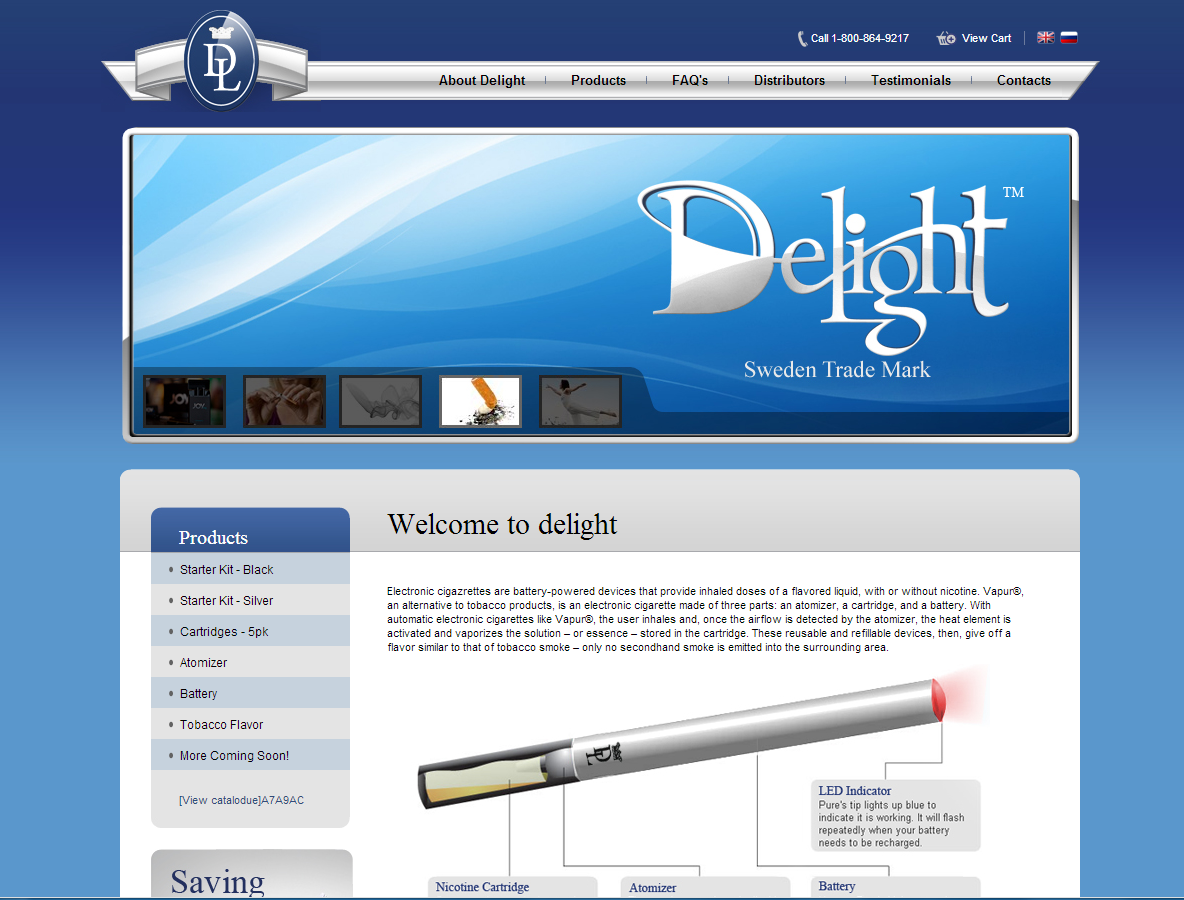 DL
Call 1-800-864-9217
View Cart
About Delight
Products
FAQ's
Distributors
Testimonials
Contacts
Delight
TM
Sweden Trade Mark
JOY
JOY
Products
Starter Kit - Black
Starter Kit - Silver
Cartridges - 5pk
Atomizer
Battery
Tobacco Flavor
More Coming Soon!
[View catalodue]A7A9AC
Saving
Welcome to delight
Electronic cigazrettes are battery-powered devices that provide inhaled doses of a flavored liquid, with or without nicotine. Vapur®,
an alternative to tobacco products, is an electronic cigarette made of three parts: an atomizer, a cartridge, and a battery. With
automatic electronic cigarettes like Vapur®, the user inhales and, once the airflow is detected by the atomizer, the heat element is
activated and vaporizes the solution – or essence – stored in the cartridge. These reusable and refillable devices, then, give off a
flavor similar to that of tobacco smoke – only no secondhand smoke is emitted into the surrounding area.
DL
LED Indicator
Pure's tip lights up blue to
indicate it is working. It will flash
repeatedly when your battery
needs to be recharged.
Nicotine Cartridge
Atomizer
Battery